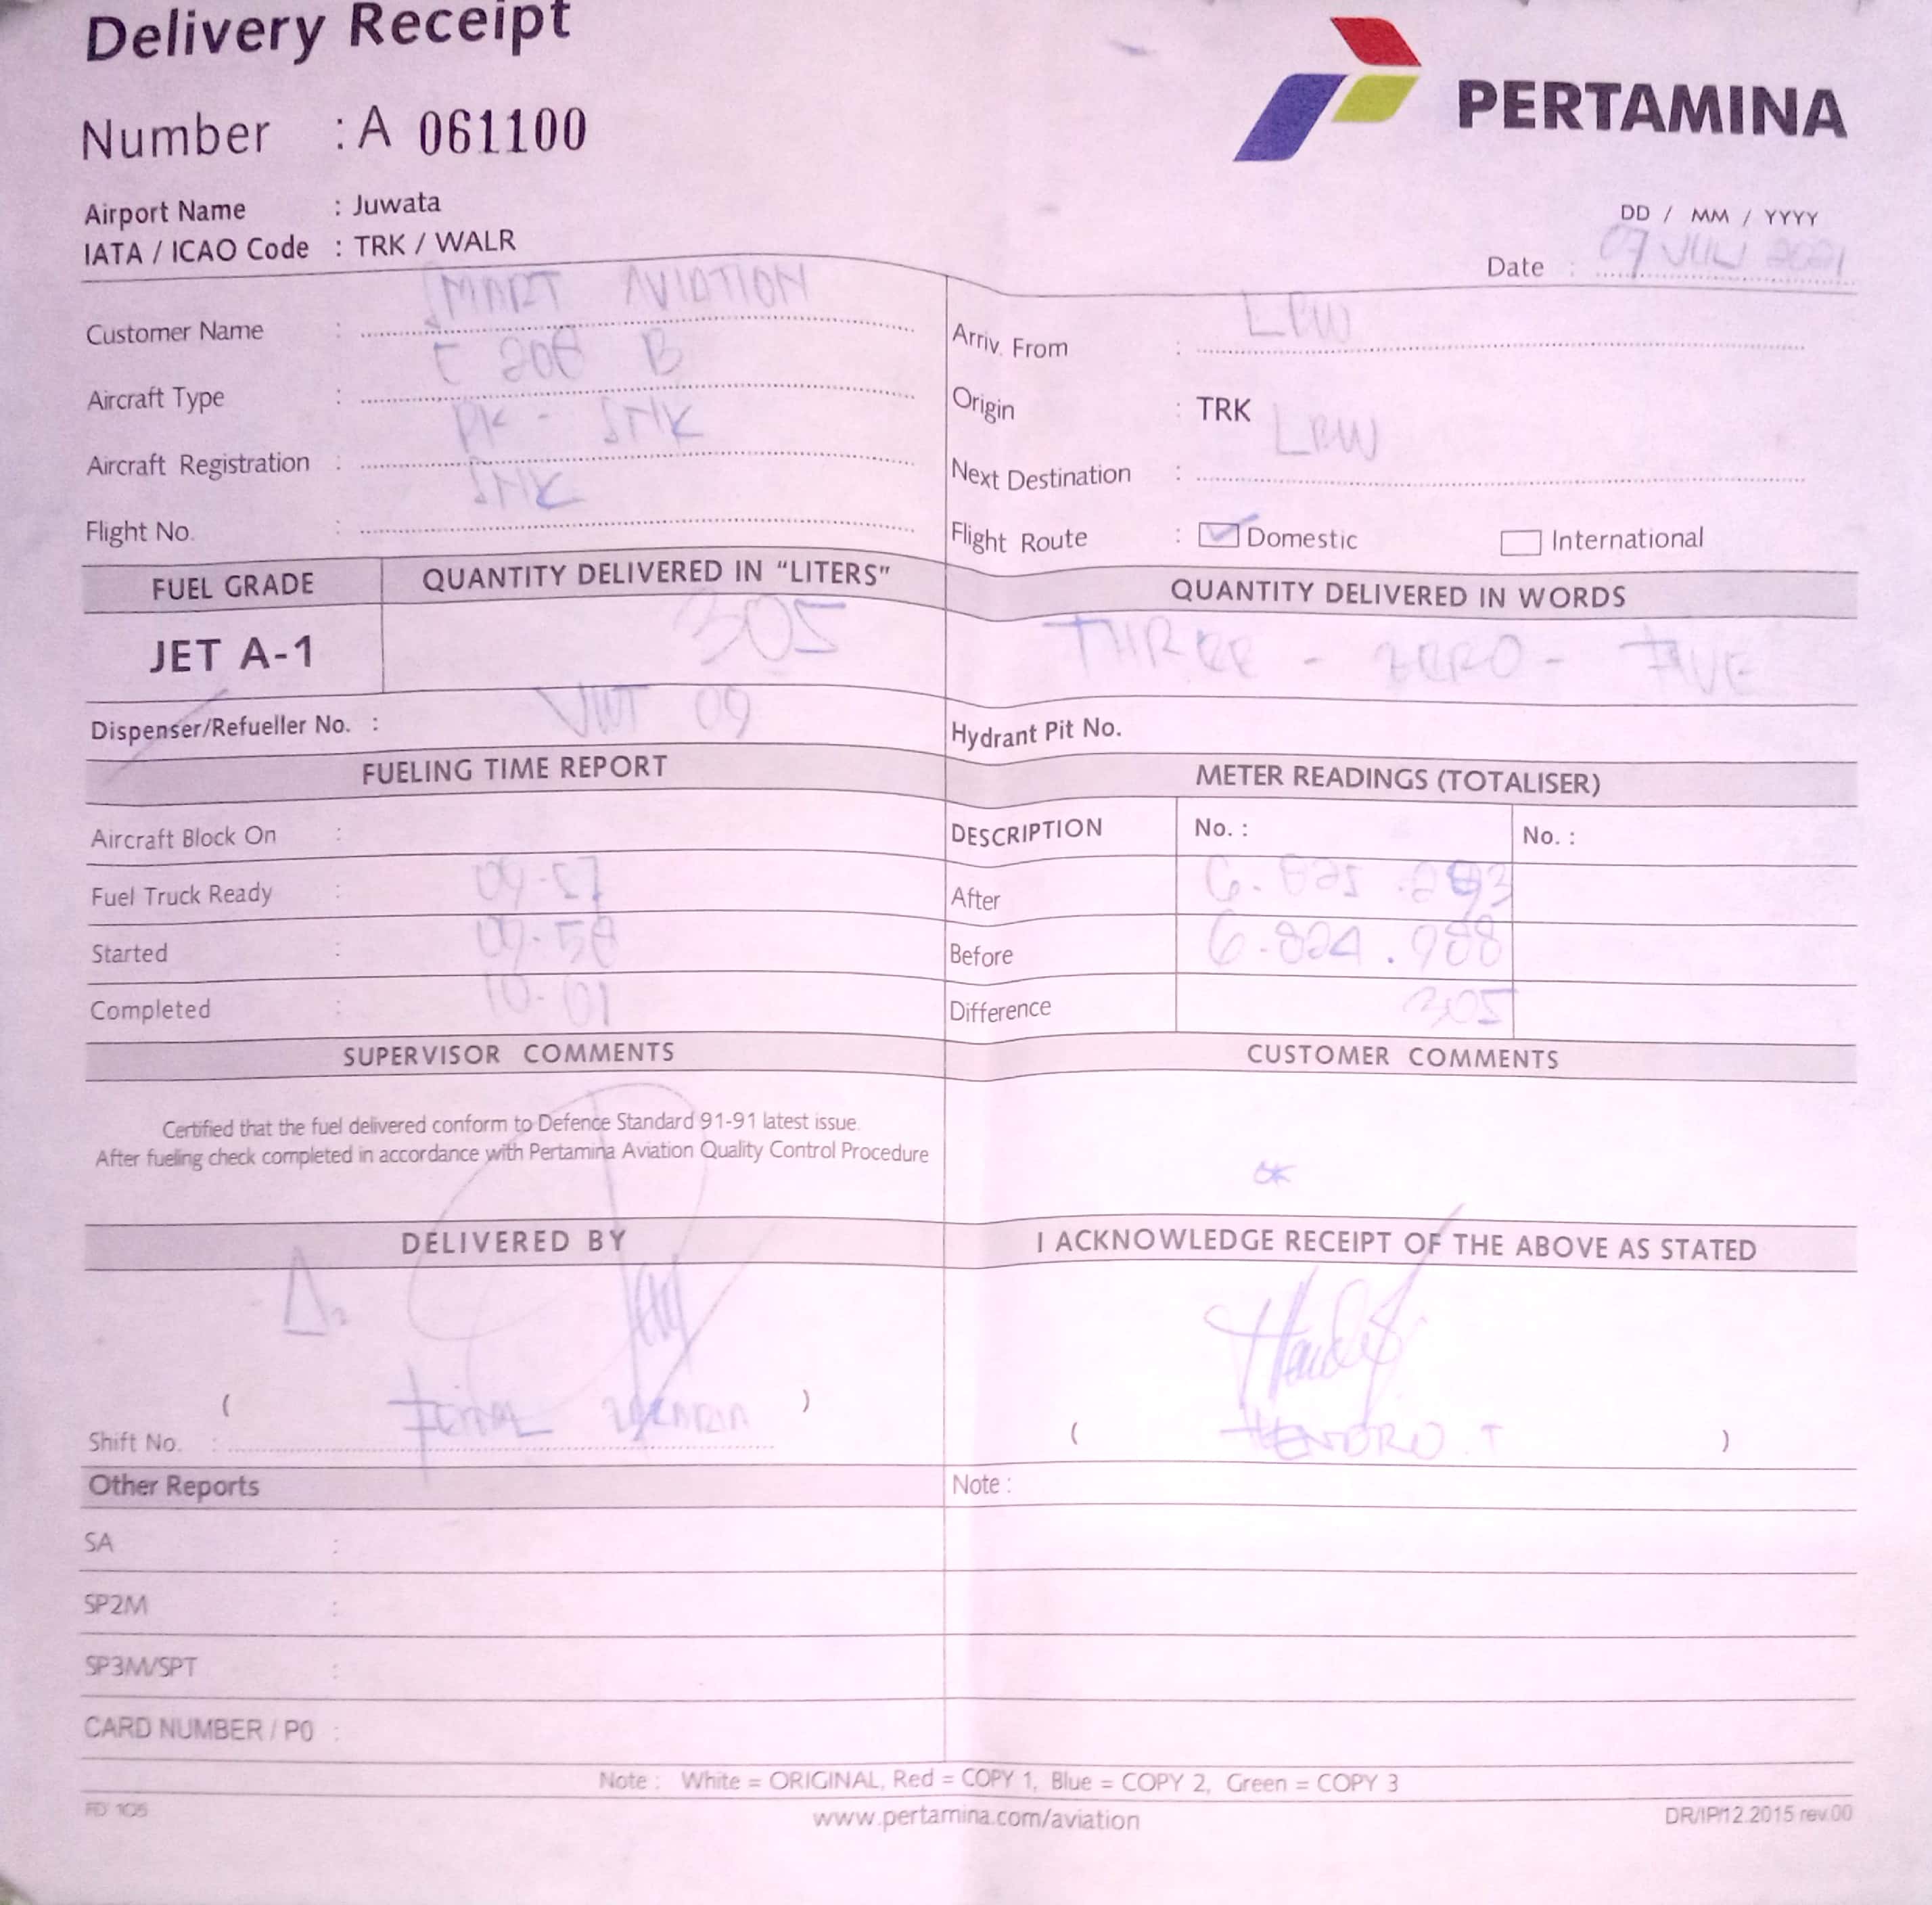 Delivery Receipt
PERTAMINA
Number : A 061100
Airport Name : Juwata
IATA / ICAO Code : TRK / WALR
DD / MM / YYYY
Date : 07 JULI 2021
Customer Name : SMART AVIATION
Aircraft Type : C 208 B
Aircraft Registration : PK - SNK
Flight No. : SNK
Arriv. From : LBW
Origin : TRK
Next Destination : LBW
Flight Route : Domestic International
FUEL GRADE QUANTITY DELIVERED IN "LITERS" QUANTITY DELIVERED IN WORDS
JET A-1 305 THREE - ZERO - FIVE
Dispenser/Refueller No. : 09 Hydrant Pit No.
FUELING TIME REPORT METER READINGS (TOTALISER)
Aircraft Block On : DESCRIPTION No. : No. :
Fuel Truck Ready : 09-57 After 6.825.293
Started : 09-58 Before 6.824.988
Completed : 10-01 Difference 305
SUPERVISOR COMMENTS CUSTOMER COMMENTS
Certified that the fuel delivered conform to Defence Standard 91-91 latest issue.
After fueling check completed in accordance with Pertamina Aviation Quality Control Procedure
OK
DELIVERED BY I ACKNOWLEDGE RECEIPT OF THE ABOVE AS STATED
( )
Shift No. :
( HENDRO.T )
Other Reports Note :
SA :
SP2M :
SP3M/SPT :
CARD NUMBER / PO :
Note : White = ORIGINAL, Red = COPY 1, Blue = COPY 2, Green = COPY 3
FD 105 www.pertamina.com/aviation DR/IP/12.2015 rev.00